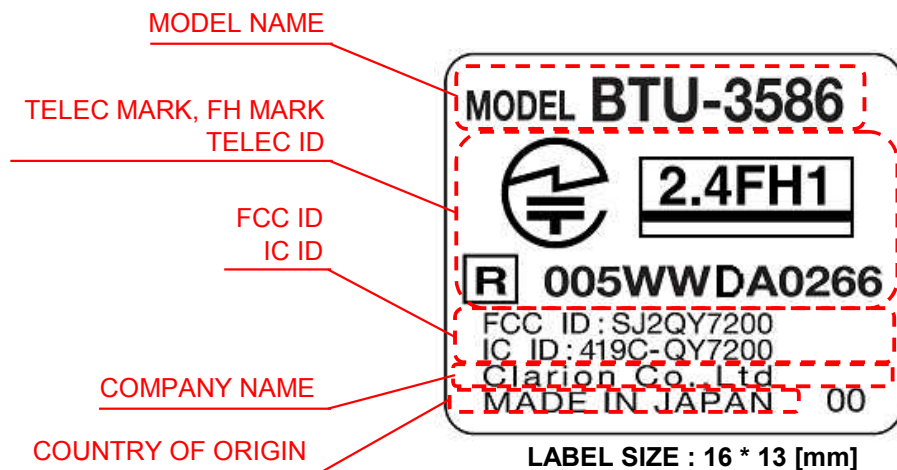 MODEL NAME
MODEL BTU-3586
TELEC MARK, FH MARK
TELEC ID
2.4FH1
FCC ID
IC ID
R 005WWDA0266
FCC ID : SJ2QY7200
IC ID : 419C-QY7200
Clarion Co.,Ltd
COMPANY NAME
MADE IN JAPAN 00
COUNTRY OF ORIGIN
LABEL SIZE : 16 * 13 [mm]